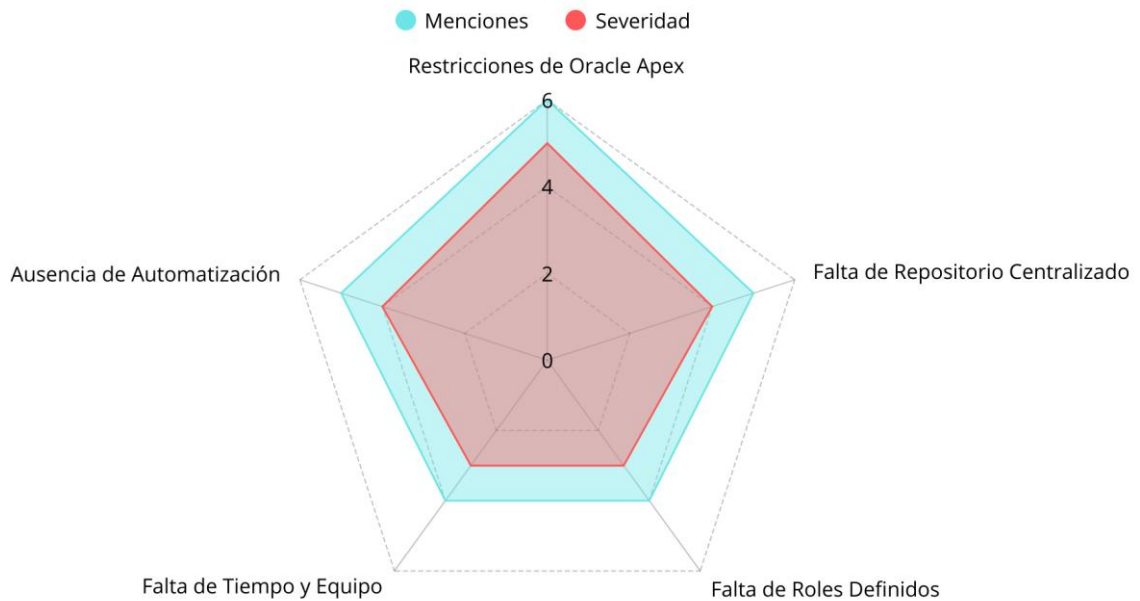 Menciones
Severidad
Restricciones de Oracle Apex
6
4
2
0
Ausencia de Automatización
Falta de Repositorio Centralizado
Falta de Tiempo y Equipo
Falta de Roles Definidos